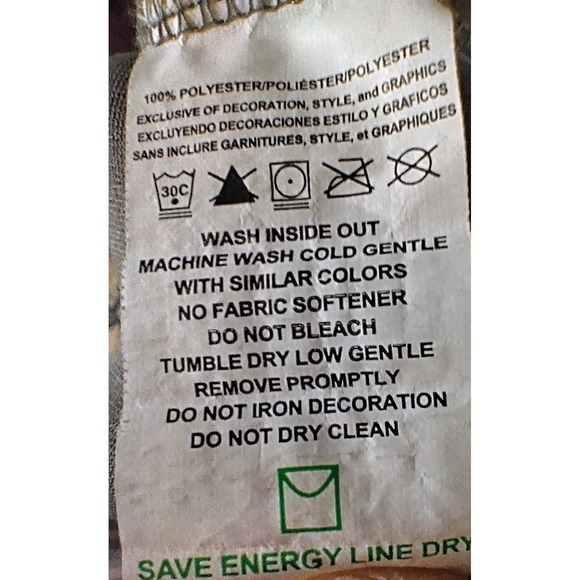 100% POLYESTER/POLIÉSTER/POLYESTER
EXCLUSIVE OF DECORATION, STYLE, and GRAPHICS
EXCLUYENDO DECORACIONES ESTILO Y GRAFICOS
SANS INCLURE GARNITURES, STYLE, et GRAPHIQUES
30C
WASH INSIDE OUT
MACHINE WASH COLD GENTLE
WITH SIMILAR COLORS
NO FABRIC SOFTENER
DO NOT BLEACH
TUMBLE DRY LOW GENTLE
REMOVE PROMPTLY
DO NOT IRON DECORATION
DO NOT DRY CLEAN
SAVE ENERGY LINE DRY